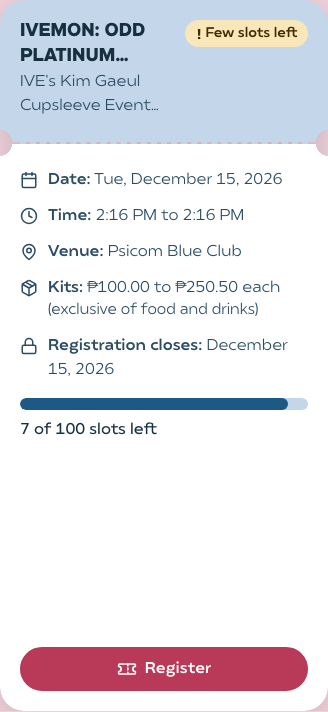 IVEMON: ODD
PLATINUM...
! Few slots left
IVE's Kim Gaeul
Cupsleeve Event...
Date: Tue, December 15, 2026
Time: 2:16 PM to 2:16 PM
Venue: Psicom Blue Club
Kits: ₱100.00 to ₱250.50 each
(exclusive of food and drinks)
Registration closes: December
15, 2026
7 of 100 slots left
Register